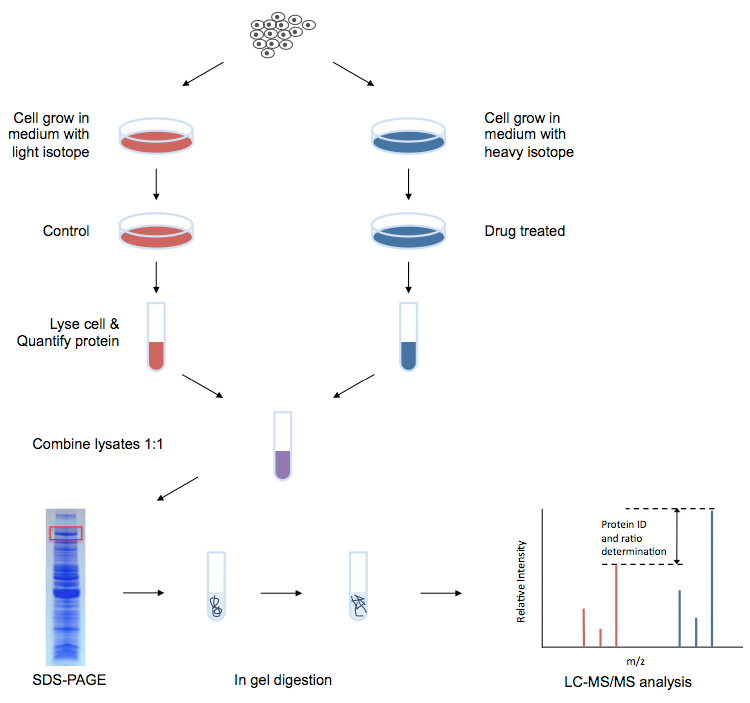 Cell grow in
medium with
light isotope
Cell grow in
medium with
heavy isotope
Control
Drug treated
Lyse cell &
Quantify protein
Combine lysates 1:1
Protein ID
and ratio
determination
Relative Intensity
m/z
SDS-PAGE
In gel digestion
LC-MS/MS analysis